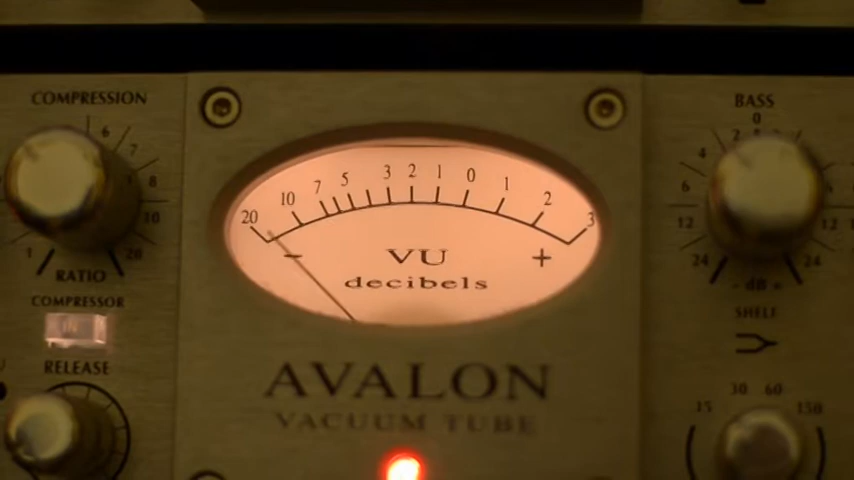 COMPRESSION
6
7
8
10
20
1
RATIO
COMPRESSOR
IN
RELEASE
20 10 7 5 3 2 1 0 1 2 3
- +
VU
decibels
AVALON
VACUUM TUBE
BASS
0
2
4
6 6
12 12
24 24
- dB +
SHELF
15 30 60 150